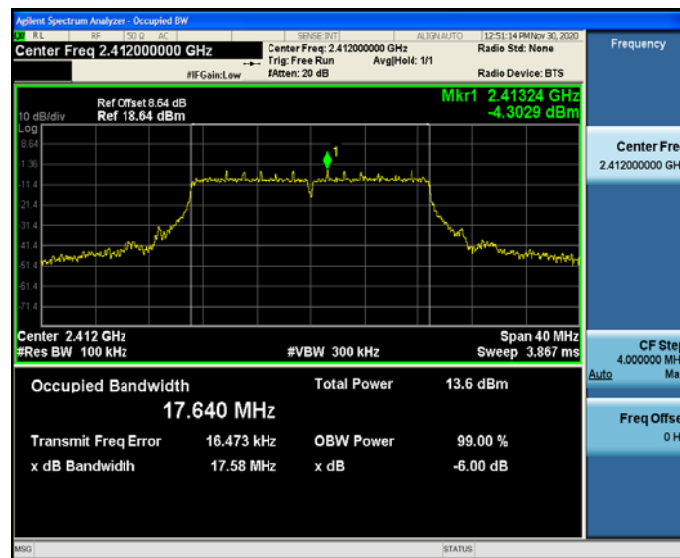 Agilent Spectrum Analyzer - Occupied BW
RL RF 50 Ω AC SENSE:INT ALIGNAUTO 12:51:14 PM Nov 30, 2020
Center Freq 2.412000000 GHz
Center Freq: 2.412000000 GHz
Radio Std: None
Trig: Free Run Avg|Hold: 1/1
#IFGain:Low #Atten: 20 dB Radio Device: BTS
Frequency
Ref Offset 8.64 dB
Mkr1 2.41324 GHz
10 dB/div Ref 18.64 dBm
-4.3029 dBm
Log
8.64
-1.36
1
-11.4
-21.4
-31.4
-41.4
-51.4
-61.4
-71.4
Center Fre
2.412000000 GH
Center 2.412 GHz Span 40 MHz
#Res BW 100 kHz #VBW 300 kHz Sweep 3.867 ms
CF Step
4.000000 MH
Auto Ma
Occupied Bandwidth Total Power 13.6 dBm
17.640 MHz
Transmit Freq Error 16.473 kHz OBW Power 99.00 %
x dB Bandwidth 17.58 MHz x dB -6.00 dB
Freq Offse
0 H
MSG STATUS